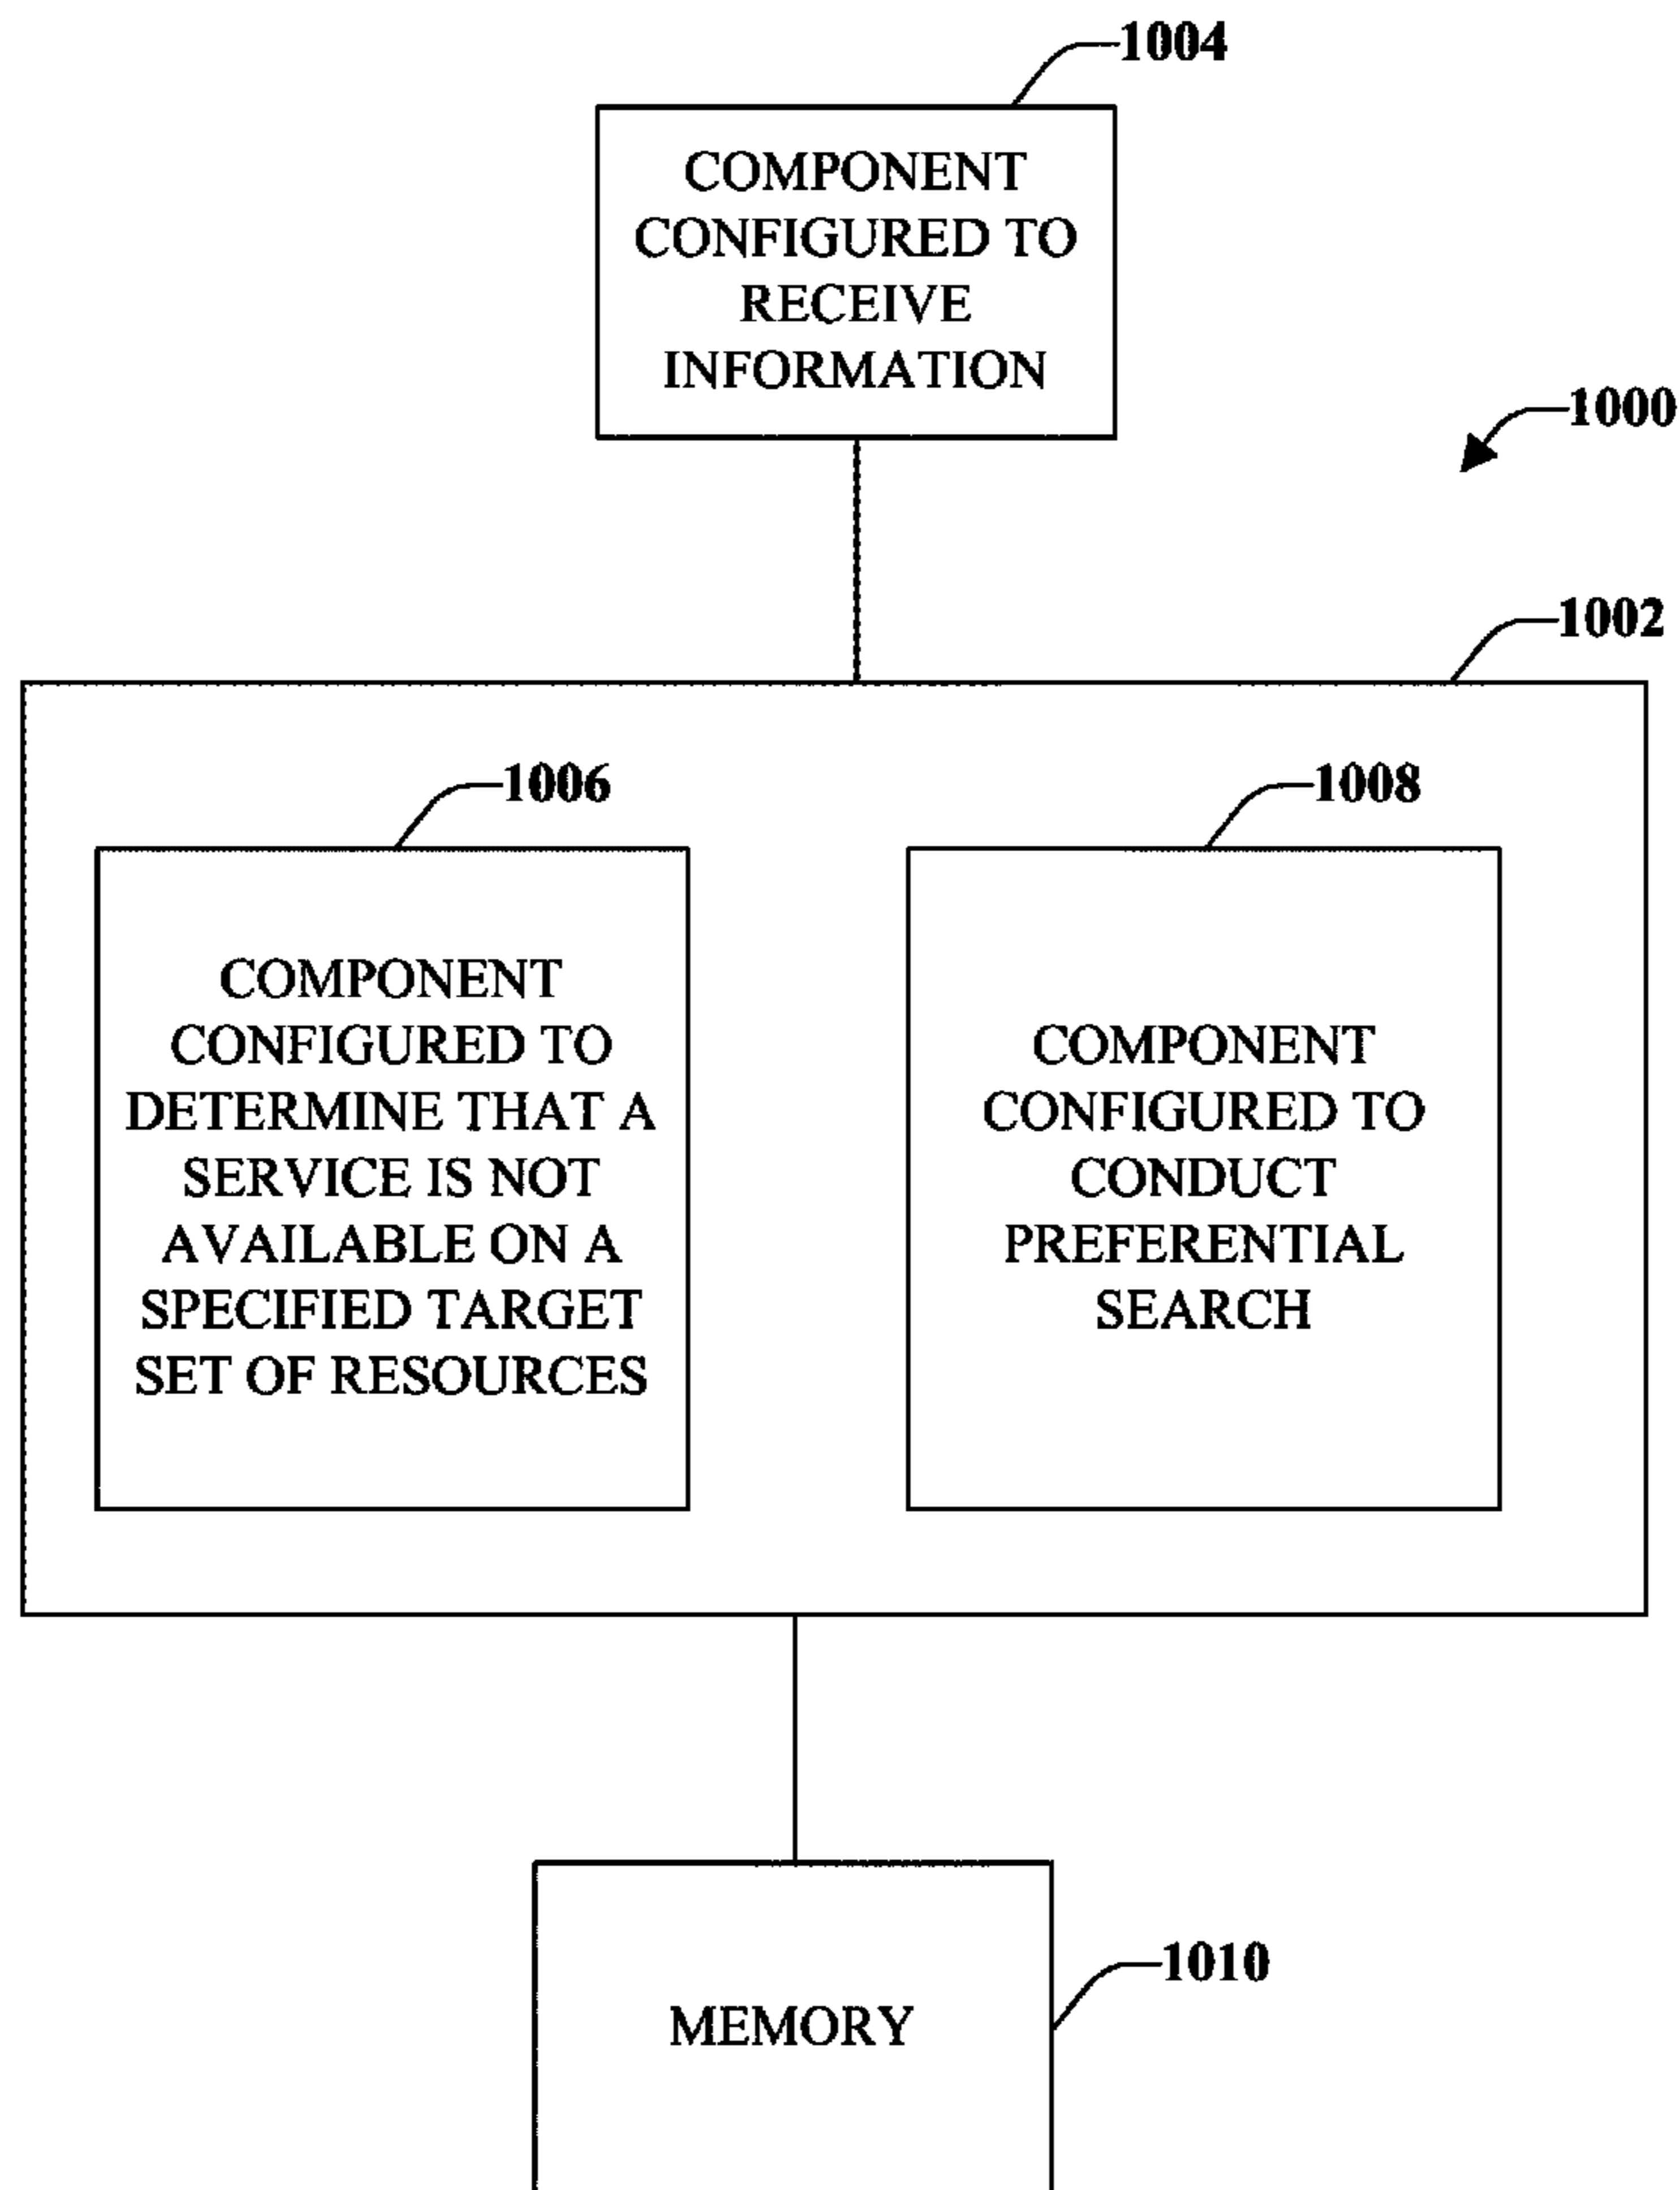 1004
COMPONENT
CONFIGURED TO
RECEIVE
INFORMATION
1000
1002
1006
1008
COMPONENT
CONFIGURED TO
DETERMINE THAT A
SERVICE IS NOT
AVAILABLE ON A
SPECIFIED TARGET
SET OF RESOURCES
COMPONENT
CONFIGURED TO
CONDUCT
PREFERENTIAL
SEARCH
1010
MEMORY